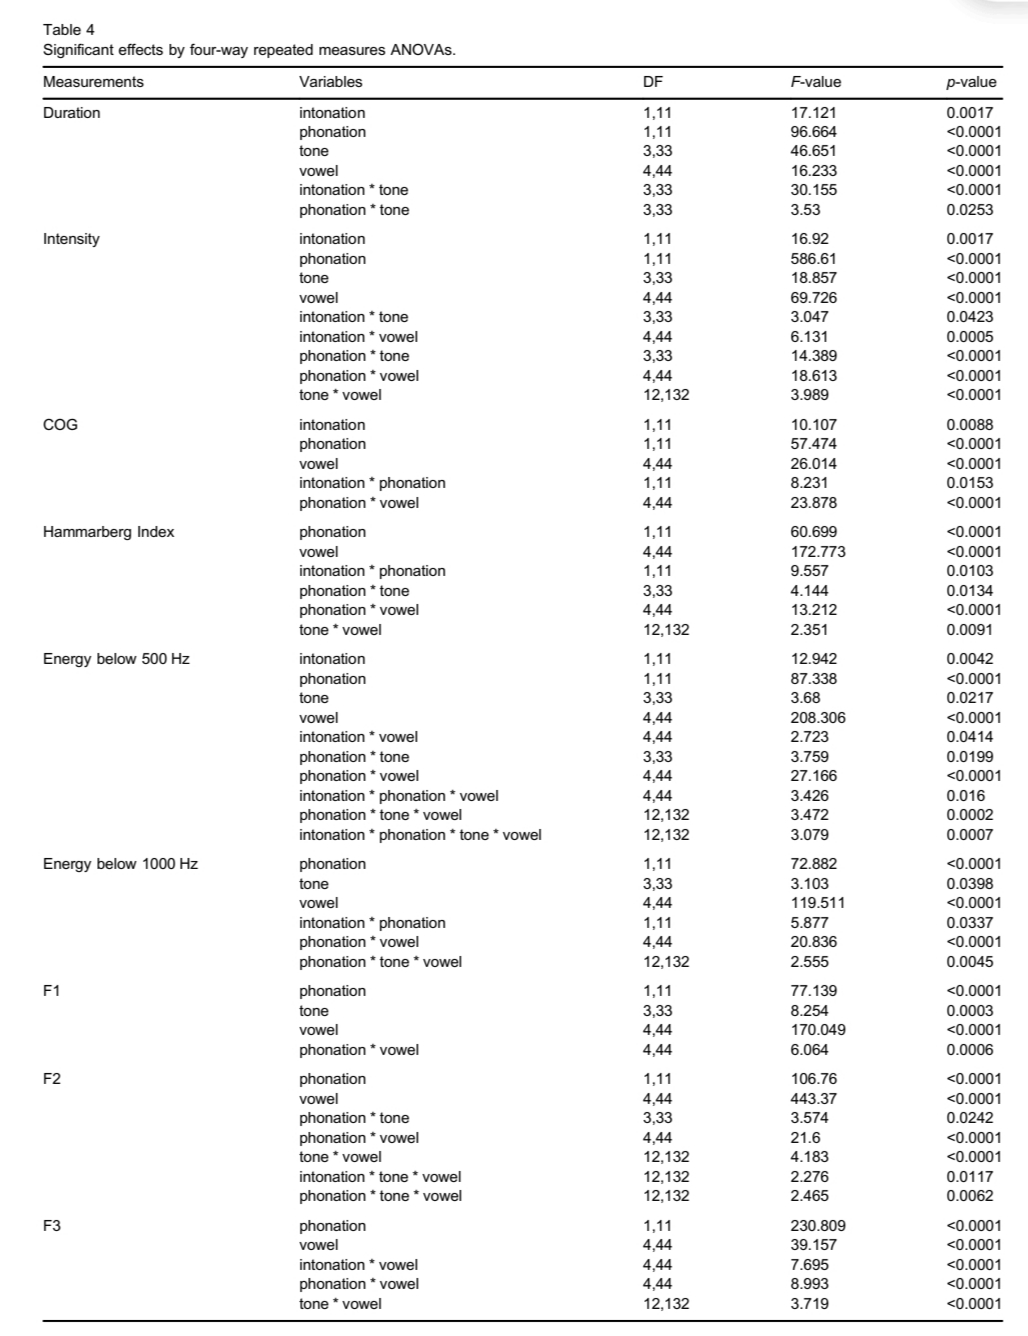 Table 4
Significant effects by four-way repeated measures ANOVAs.
Measurements Variables DF F-value p-value
Duration intonation 1,11 17.121 0.0017
phonation 1,11 96.664 <0.0001
tone 3,33 46.651 <0.0001
vowel 4,44 16.233 <0.0001
intonation * tone 3,33 30.155 <0.0001
phonation * tone 3,33 3.53 0.0253
Intensity intonation 1,11 16.92 0.0017
phonation 1,11 586.61 <0.0001
tone 3,33 18.857 <0.0001
vowel 4,44 69.726 <0.0001
intonation * tone 3,33 3.047 0.0423
intonation * vowel 4,44 6.131 0.0005
phonation * tone 3,33 14.389 <0.0001
phonation * vowel 4,44 18.613 <0.0001
tone * vowel 12,132 3.989 <0.0001
COG intonation 1,11 10.107 0.0088
phonation 1,11 57.474 <0.0001
vowel 4,44 26.014 <0.0001
intonation * phonation 1,11 8.231 0.0153
phonation * vowel 4,44 23.878 <0.0001
Hammarberg Index phonation 1,11 60.699 <0.0001
vowel 4,44 172.773 <0.0001
intonation * phonation 1,11 9.557 0.0103
phonation * tone 3,33 4.144 0.0134
phonation * vowel 4,44 13.212 <0.0001
tone * vowel 12,132 2.351 0.0091
Energy below 500 Hz intonation 1,11 12.942 0.0042
phonation 1,11 87.338 <0.0001
tone 3,33 3.68 0.0217
vowel 4,44 208.306 <0.0001
intonation * vowel 4,44 2.723 0.0414
phonation * tone 3,33 3.759 0.0199
phonation * vowel 4,44 27.166 <0.0001
intonation * phonation * vowel 4,44 3.426 0.016
phonation * tone * vowel 12,132 3.472 0.0002
intonation * phonation * tone * vowel 12,132 3.079 0.0007
Energy below 1000 Hz phonation 1,11 72.882 <0.0001
tone 3,33 3.103 0.0398
vowel 4,44 119.511 <0.0001
intonation * phonation 1,11 5.877 0.0337
phonation * vowel 4,44 20.836 <0.0001
phonation * tone * vowel 12,132 2.555 0.0045
F1 phonation 1,11 77.139 <0.0001
tone 3,33 8.254 0.0003
vowel 4,44 170.049 <0.0001
phonation * vowel 4,44 6.064 0.0006
F2 phonation 1,11 106.76 <0.0001
vowel 4,44 443.37 <0.0001
phonation * tone 3,33 3.574 0.0242
phonation * vowel 4,44 21.6 <0.0001
tone * vowel 12,132 4.183 <0.0001
intonation * tone * vowel 12,132 2.276 0.0117
phonation * tone * vowel 12,132 2.465 0.0062
F3 phonation 1,11 230.809 <0.0001
vowel 4,44 39.157 <0.0001
intonation * vowel 4,44 7.695 <0.0001
phonation * vowel 4,44 8.993 <0.0001
tone * vowel 12,132 3.719 <0.0001